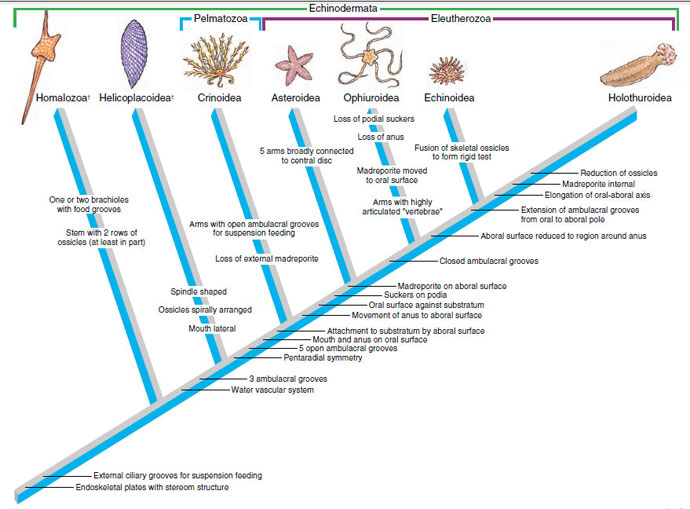 Echinodermata
Pelmatozoa
Eleutherozoa
Homalozoa†
Helicoplacoidea†
Crinoidea
Asteroidea
Ophiuroidea
Echinoidea
Holothuroidea
Loss of podial suckers
Loss of anus
Madreporite moved
to oral surface
Arms with highly
articulated "vertebrae"
Fusion of skeletal ossicles
to form rigid test
5 arms broadly connected
to central disc
One or two brachioles
with food grooves
Stem with 2 rows of
ossicles (at least in part)
Arms with open ambulacral grooves
for suspension feeding
Loss of external madreporite
Spindle shaped
Ossicles spirally arranged
Mouth lateral
Reduction of ossicles
Madreporite internal
Elongation of oral-aboral axis
Extension of ambulacral grooves
from oral to aboral pole
Aboral surface reduced to region around anus
Closed ambulacral grooves
Madreporite on aboral surface
Suckers on podia
Oral surface against substratum
Movement of anus to aboral surface
Attachment to substratum by aboral surface
Mouth and anus on oral surface
5 open ambulacral grooves
Pentaradial symmetry
3 ambulacral grooves
Water vascular system
External ciliary grooves for suspension feeding
Endoskeletal plates with stereom structure